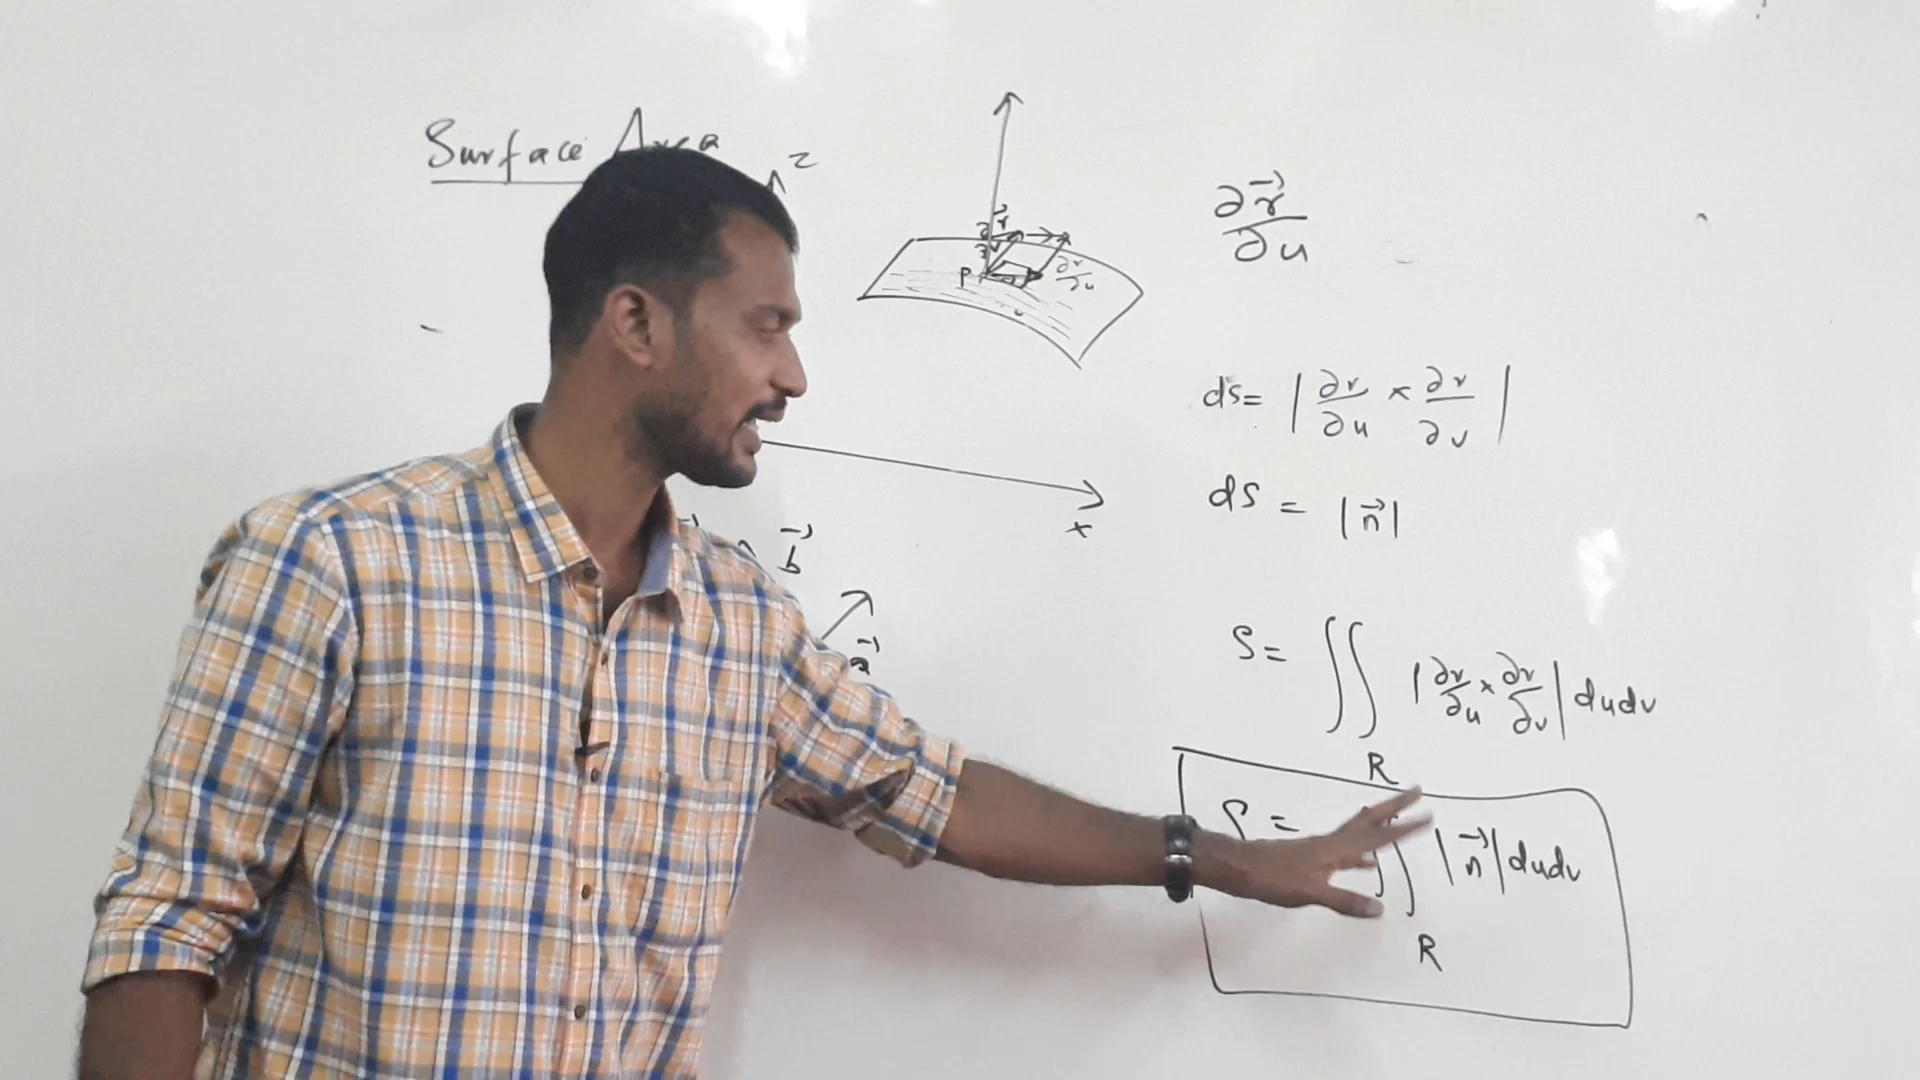 Surface Area
z
∂r⃗/∂v
P
∂r/∂u
x
b⃗
a⃗
∂r⃗/∂u
ds = |∂r/∂u × ∂r/∂v|
ds = |n⃗|
S = ∬ |∂r/∂u × ∂r/∂v| du dv
R
S = ∬ |n⃗| du dv
R